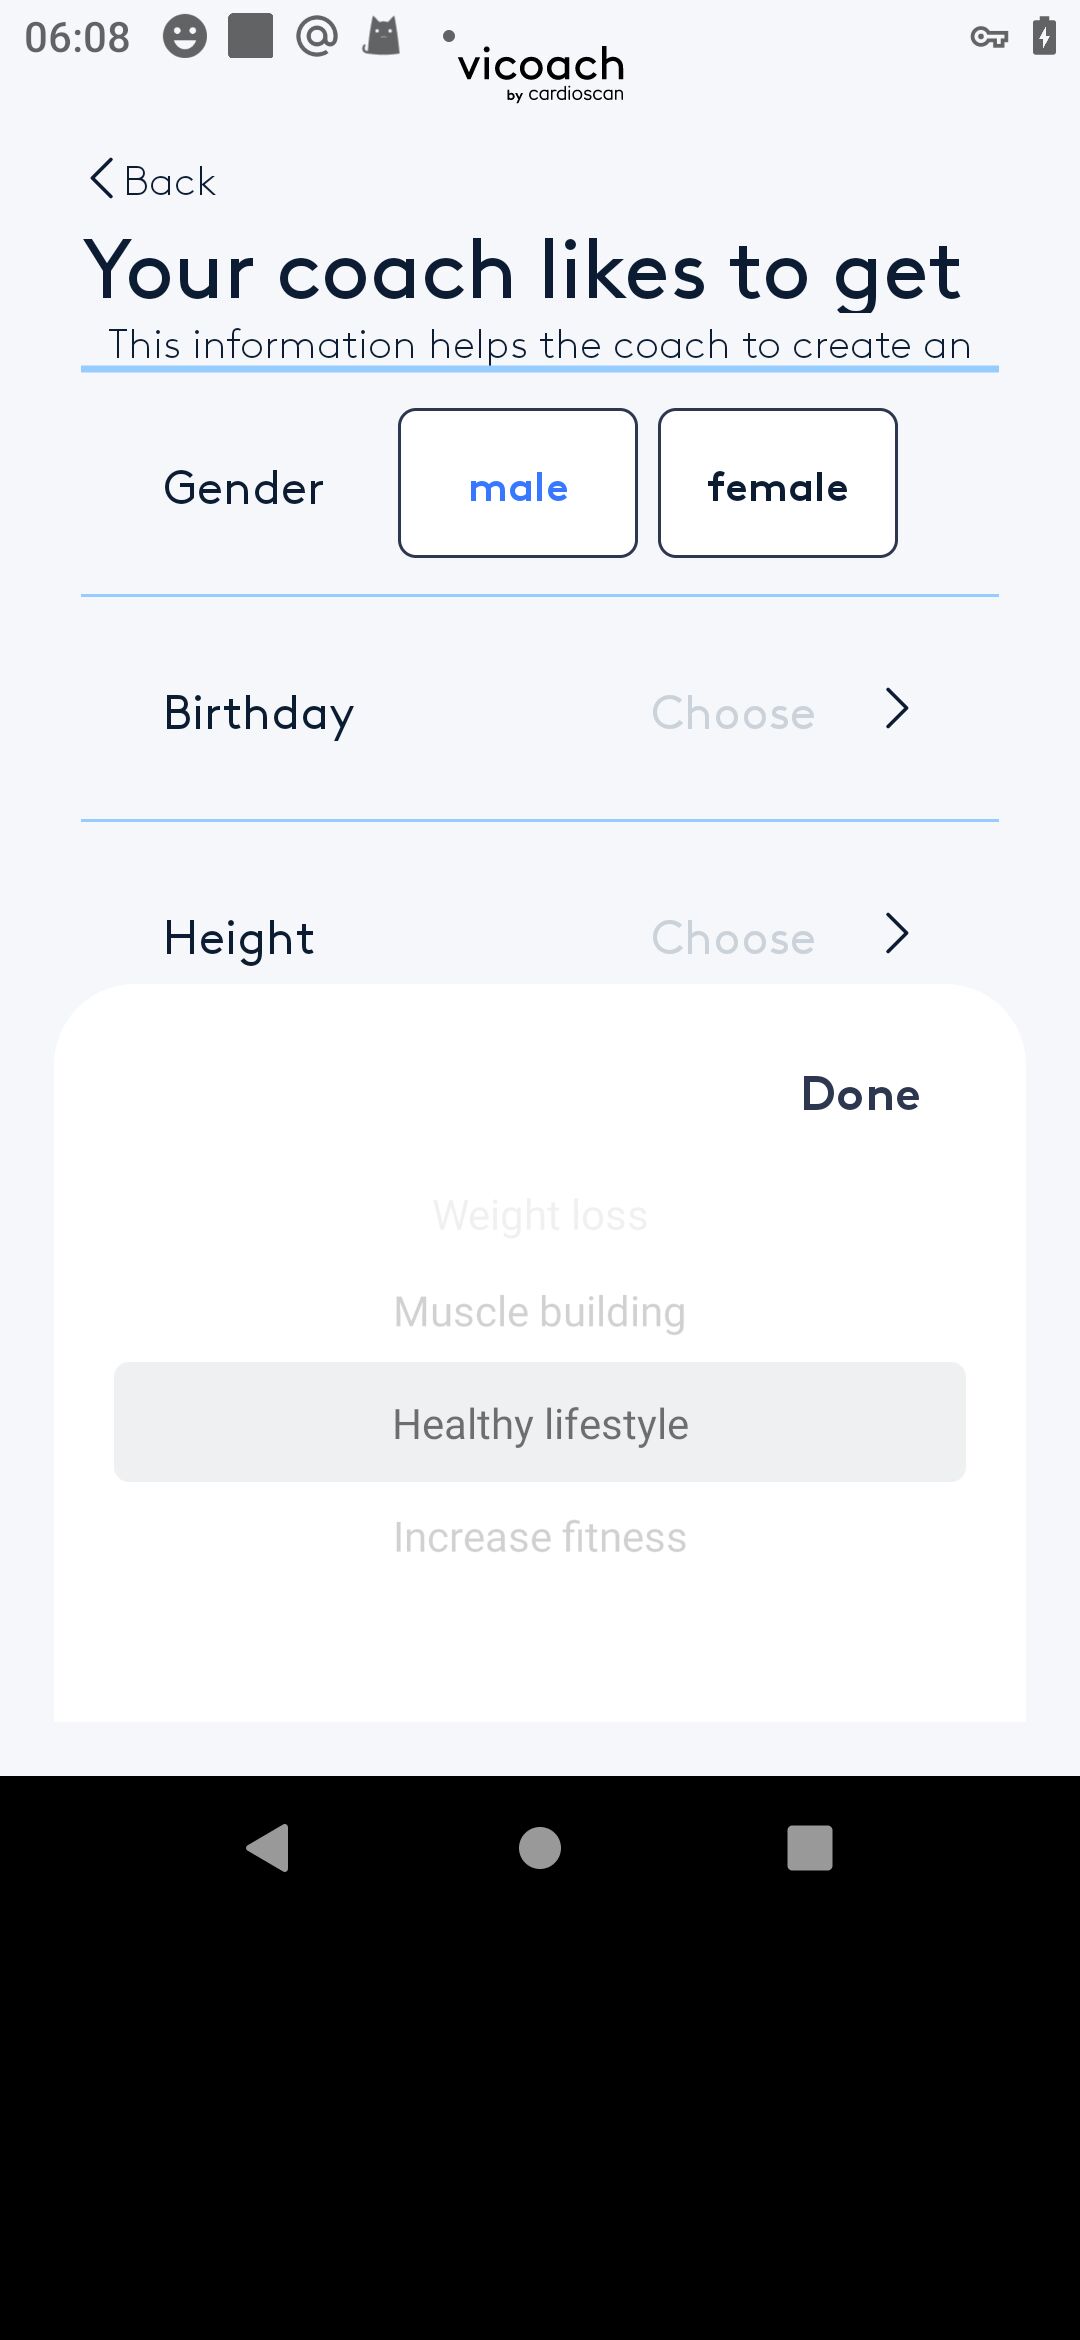 06:08
vicoach
by cardioscan
Back
Your coach likes to get
This information helps the coach to create an
Gender
male
female
Birthday
Choose
Height
Choose
Done
Weight loss
Muscle building
Healthy lifestyle
Increase fitness